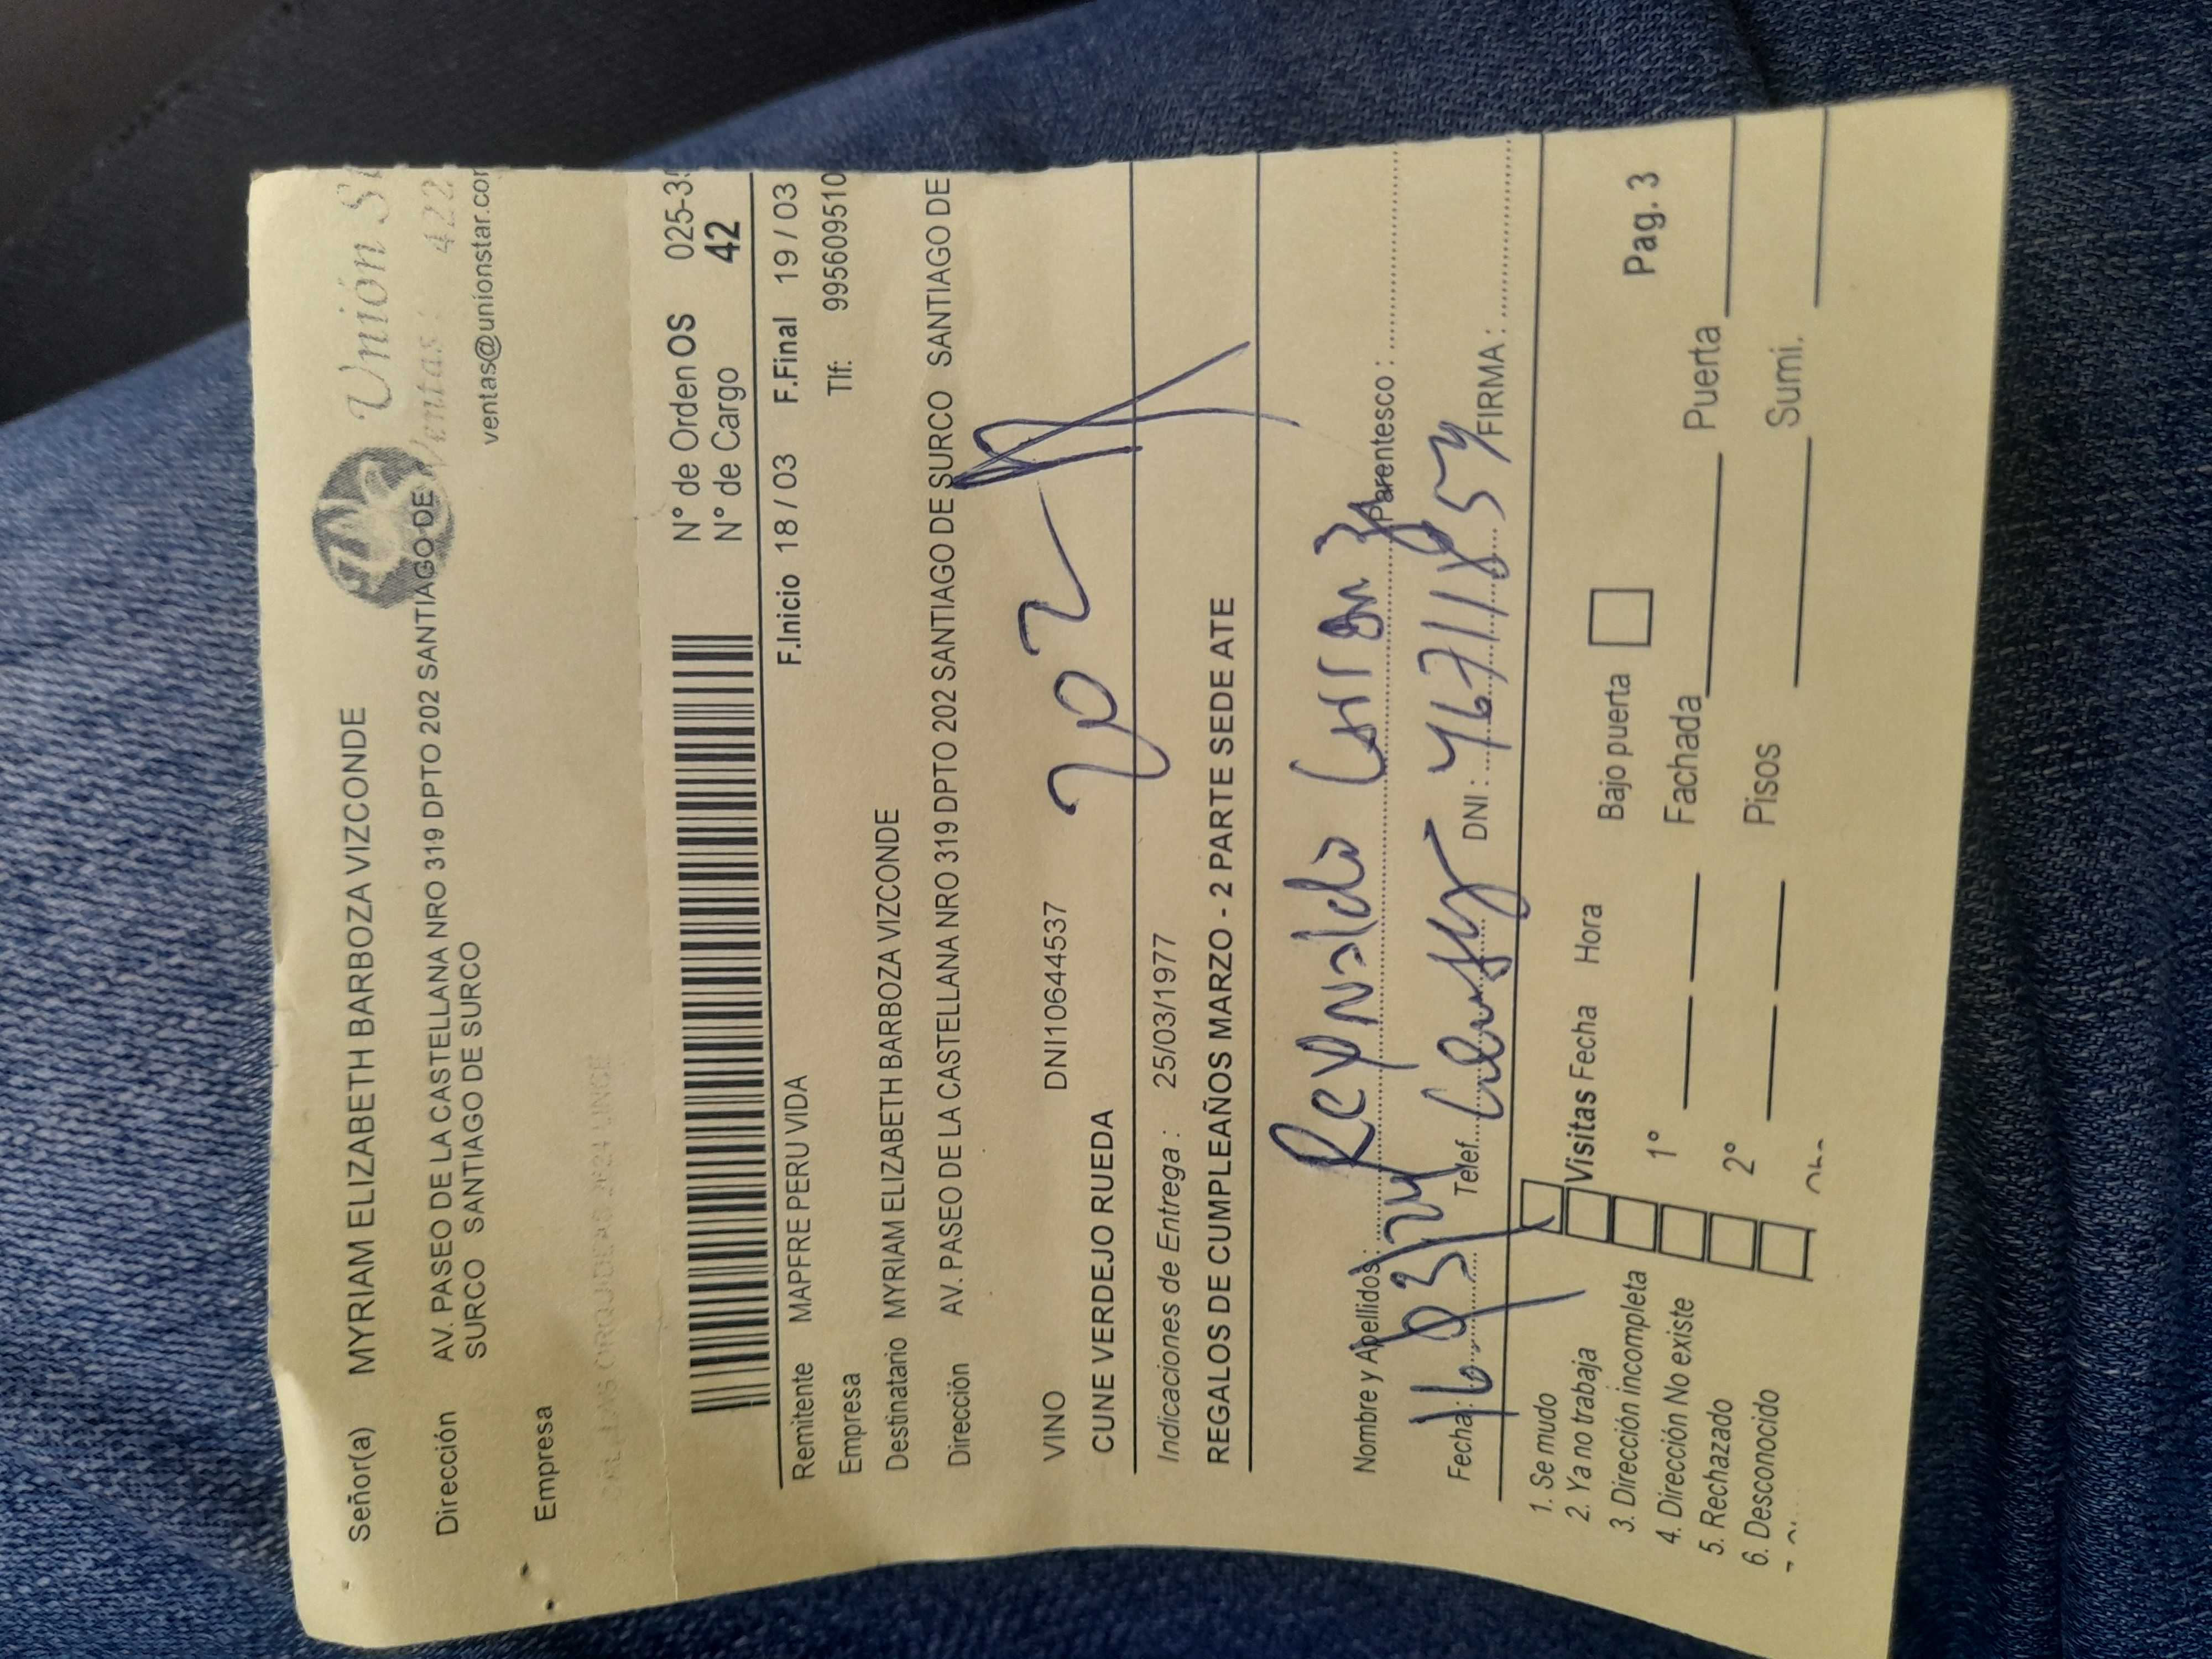 Unión S
Ventas : 422
ventas@unionstar.com
Señor(a) MYRIAM ELIZABETH BARBOZA VIZCONDE
Dirección AV. PASEO DE LA CASTELLANA NRO 319 DPTO 202 SANTIAGO DE
SURCO SANTIAGO DE SURCO
Empresa
N° de Orden OS 025-3
N° de Cargo 42
F.Inicio 18 / 03 F.Final 19 / 03
Remitente MAPFRE PERU VIDA
Empresa Tlf: 995609510
Destinatario MYRIAM ELIZABETH BARBOZA VIZCONDE
Dirección AV. PASEO DE LA CASTELLANA NRO 319 DPTO 202 SANTIAGO DE SURCO SANTIAGO DE
VINO DNI10644537
202
CUNE VERDEJO RUEDA
Indicaciones de Entrega : 25/03/1977
REGALOS DE CUMPLEAÑOS MARZO - 2 PARTE SEDE ATE
Nombre y Apellidos: Reynaldo Parentesco :
Fecha : Telef. DNI : 46711857 FIRMA :
1. Se mudo
2. Ya no trabaja
3. Dirección incompleta
4. Dirección No existe
5. Rechazado
6. Desconocido
Visitas Fecha Hora
1°
2°
Bajo puerta
Pag. 3
Fachada Puerta
Pisos Sumi.